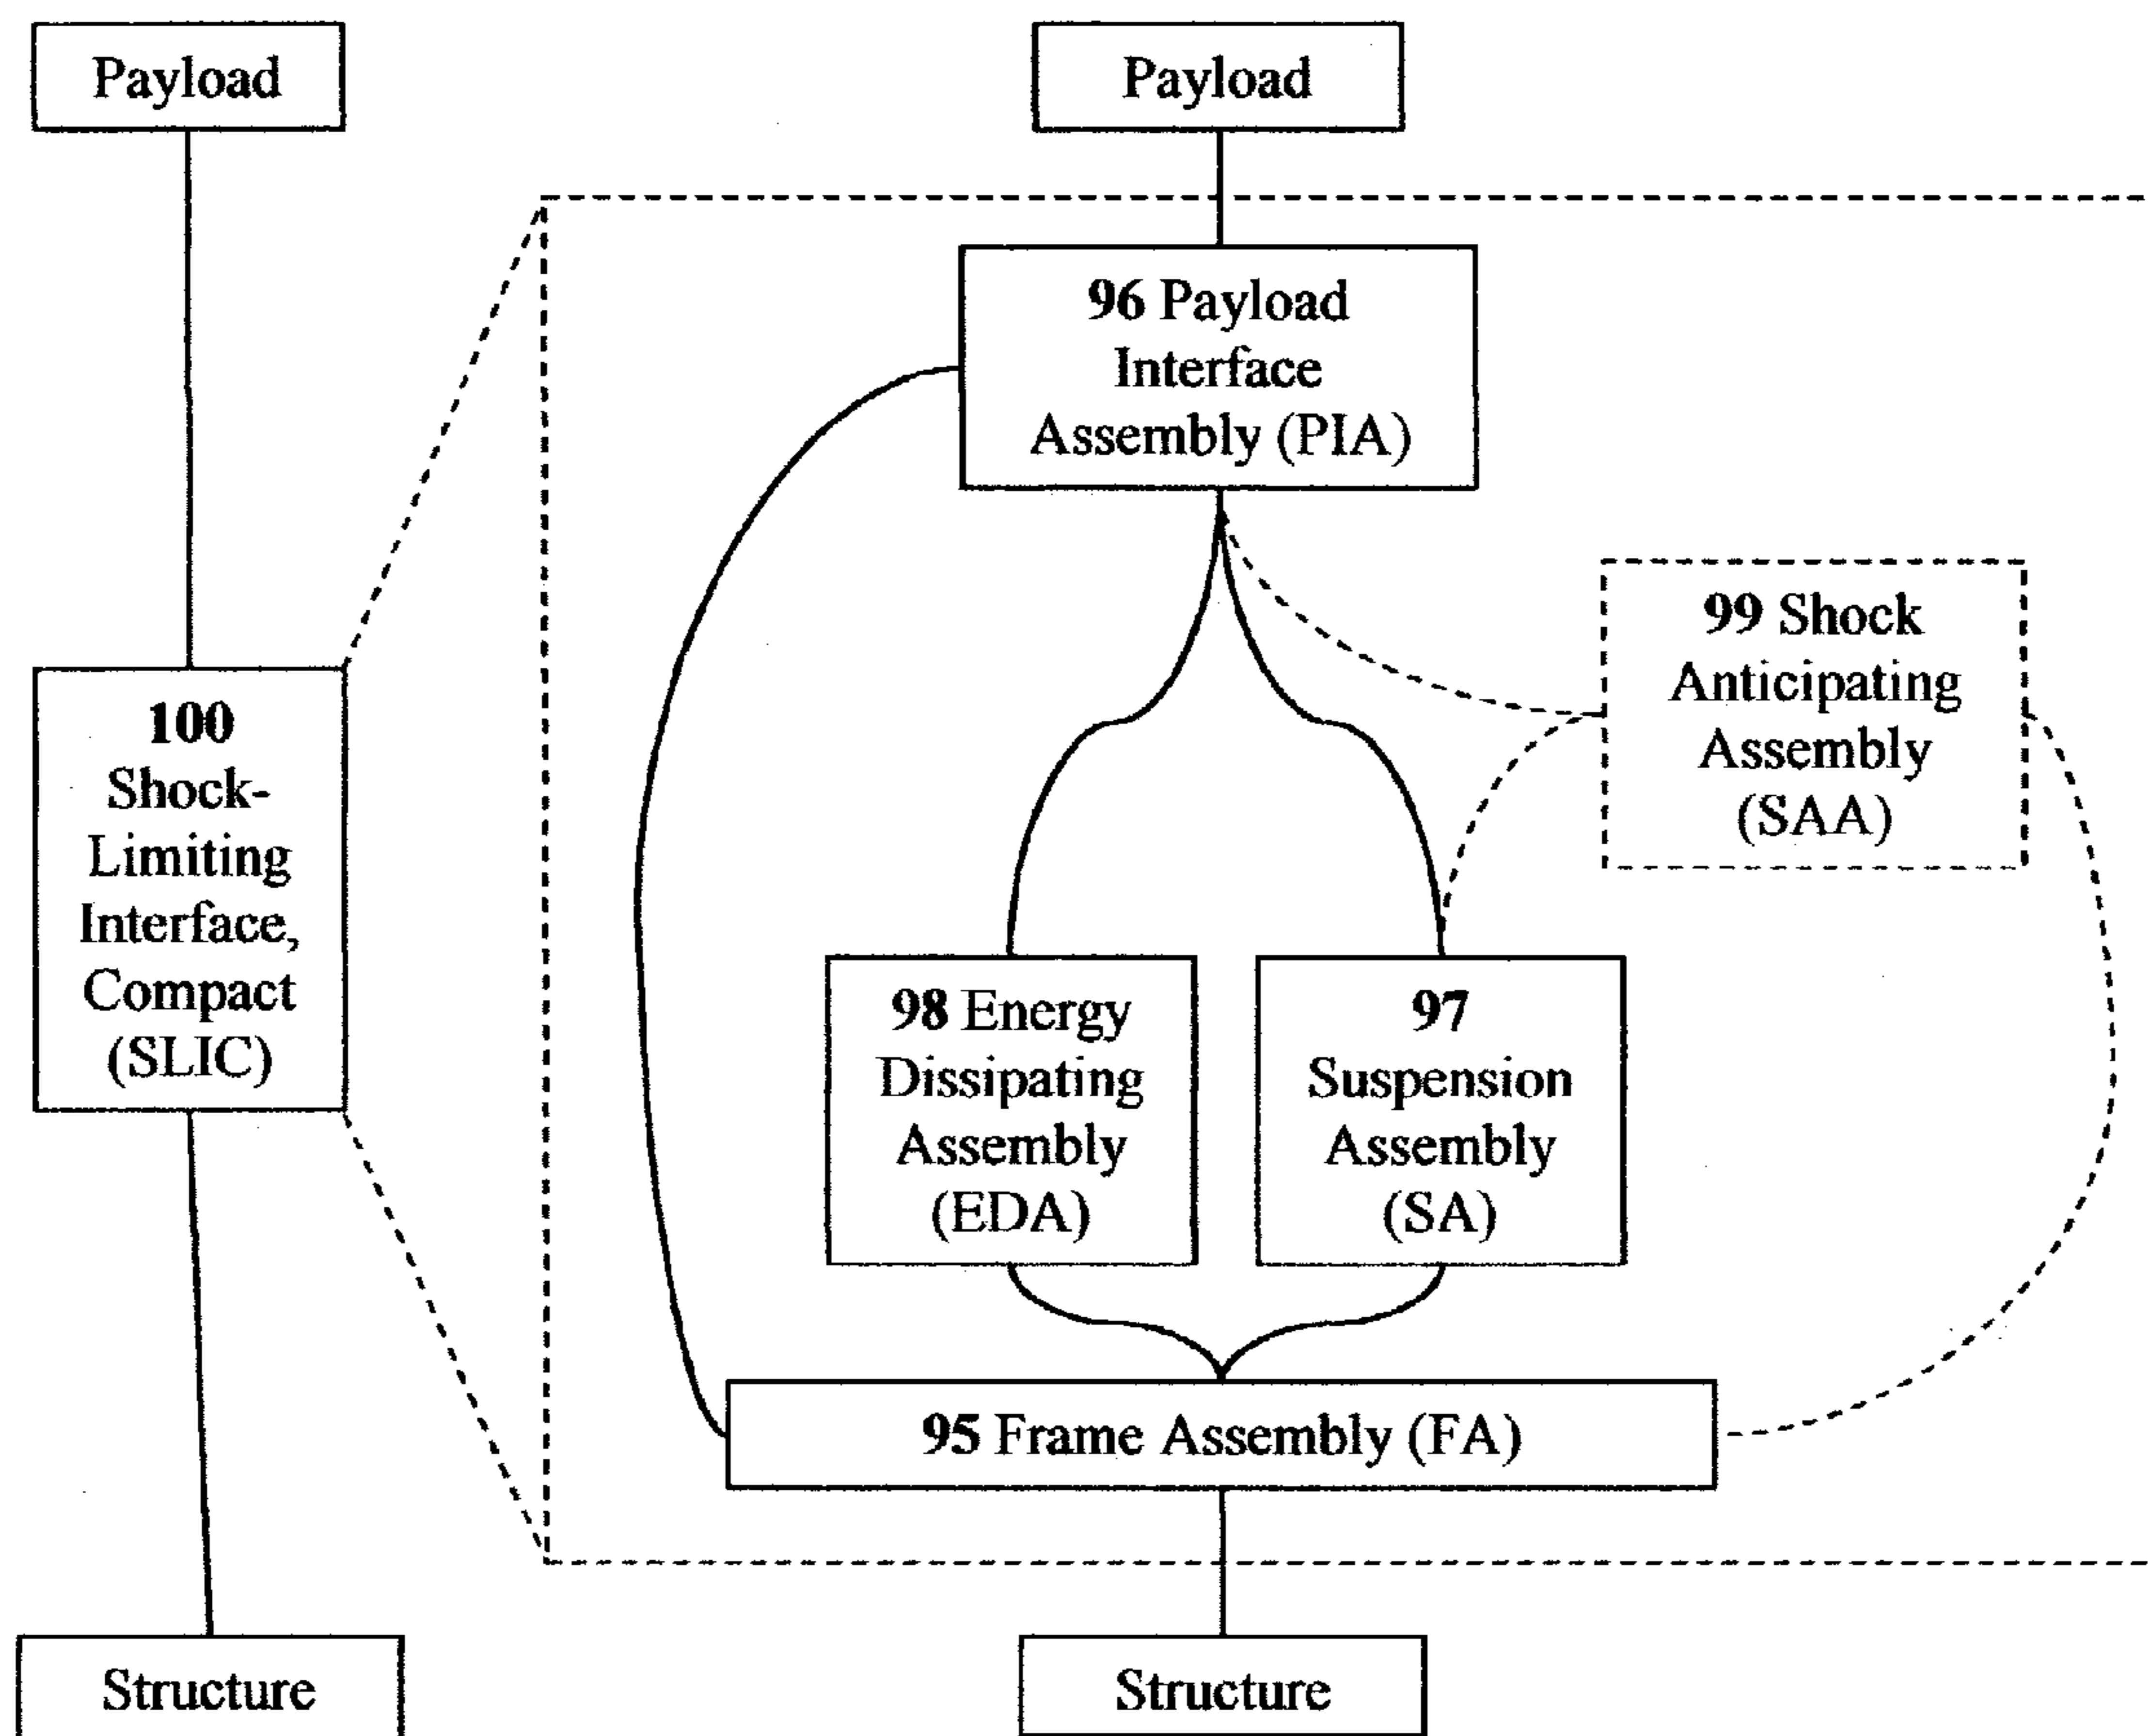 Payload
Payload
96 Payload
Interface
Assembly (PIA)
99 Shock
Anticipating
Assembly
(SAA)
100
Shock-
Limiting
Interface,
Compact
(SLIC)
98 Energy
Dissipating
Assembly
(EDA)
97
Suspension
Assembly
(SA)
95 Frame Assembly (FA)
Structure
Structure